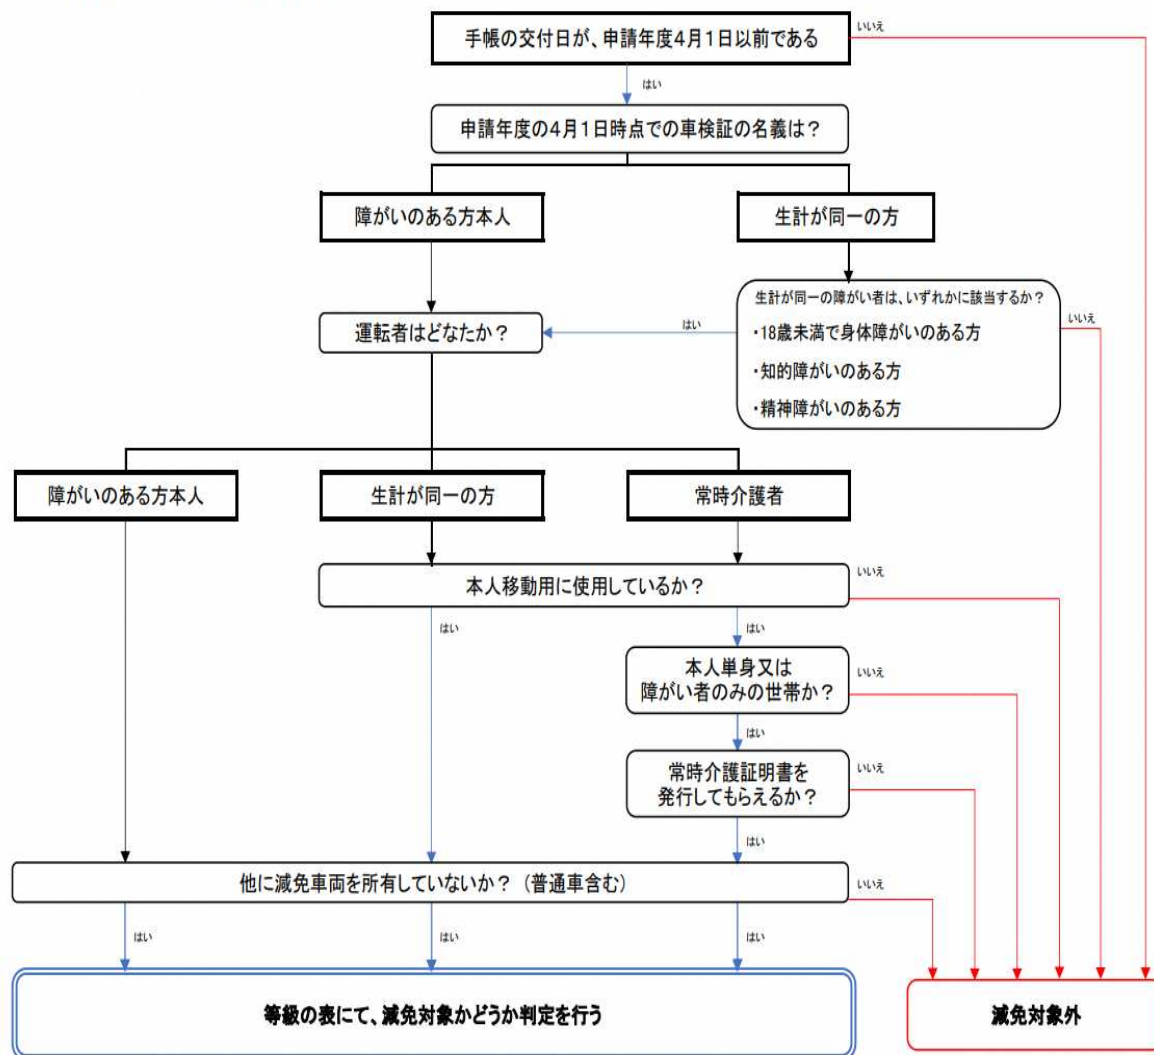 手帳の交付日が、申請年度4月1日以前である
いいえ
はい
申請年度の4月1日時点での車検証の名義は？
障がいのある方本人
生計が同一の方
生計が同一の障がい者は、いずれかに該当するか？
・18歳未満で身体障がいのある方
・知的障がいのある方
・精神障がいのある方
いいえ
はい
運転者はどなたか？
障がいのある方本人
生計が同一の方
常時介護者
本人移動用に使用しているか？
いいえ
はい
はい
本人単身又は
障がい者のみの世帯か？
いいえ
はい
常時介護証明書を
発行してもらえるか？
いいえ
はい
他に減免車両を所有していないか？（普通車含む）
いいえ
はい
はい
はい
等級の表にて、減免対象かどうか判定を行う
減免対象外